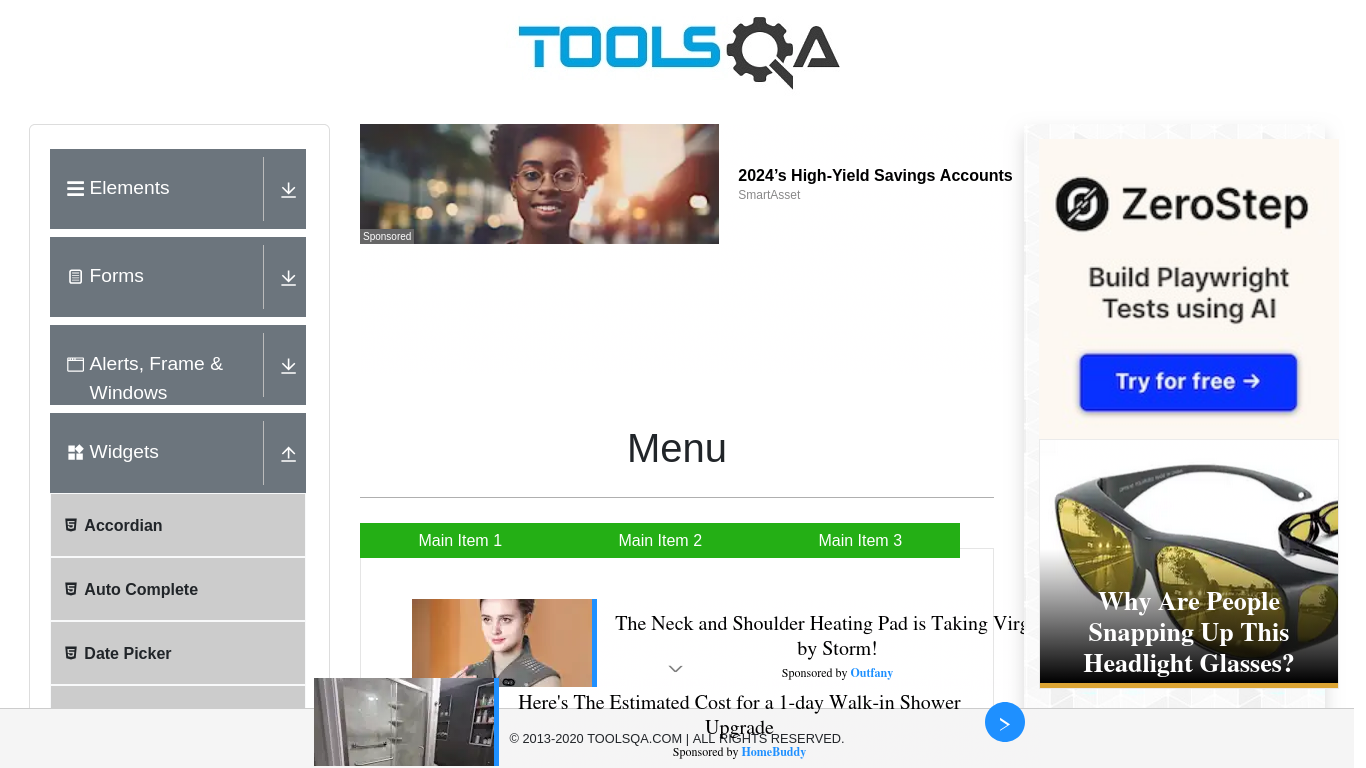 TOOLSQA
Elements
Forms
Alerts, Frame &
Windows
Widgets
Accordian
Auto Complete
Date Picker
Sponsored
2024’s High-Yield Savings Accounts
SmartAsset
Menu
Main Item 1
Main Item 2
Main Item 3
The Neck and Shoulder Heating Pad is Taking Virg
by Storm!
Sponsored by Outfany
Here's The Estimated Cost for a 1-day Walk-in Shower
Upgrade
Sponsored by HomeBuddy
© 2013-2020 TOOLSQA.COM | ALL RIGHTS RESERVED.
ZeroStep
Build Playwright
Tests using AI
Try for free →
Why Are People
Snapping Up This
Headlight Glasses?